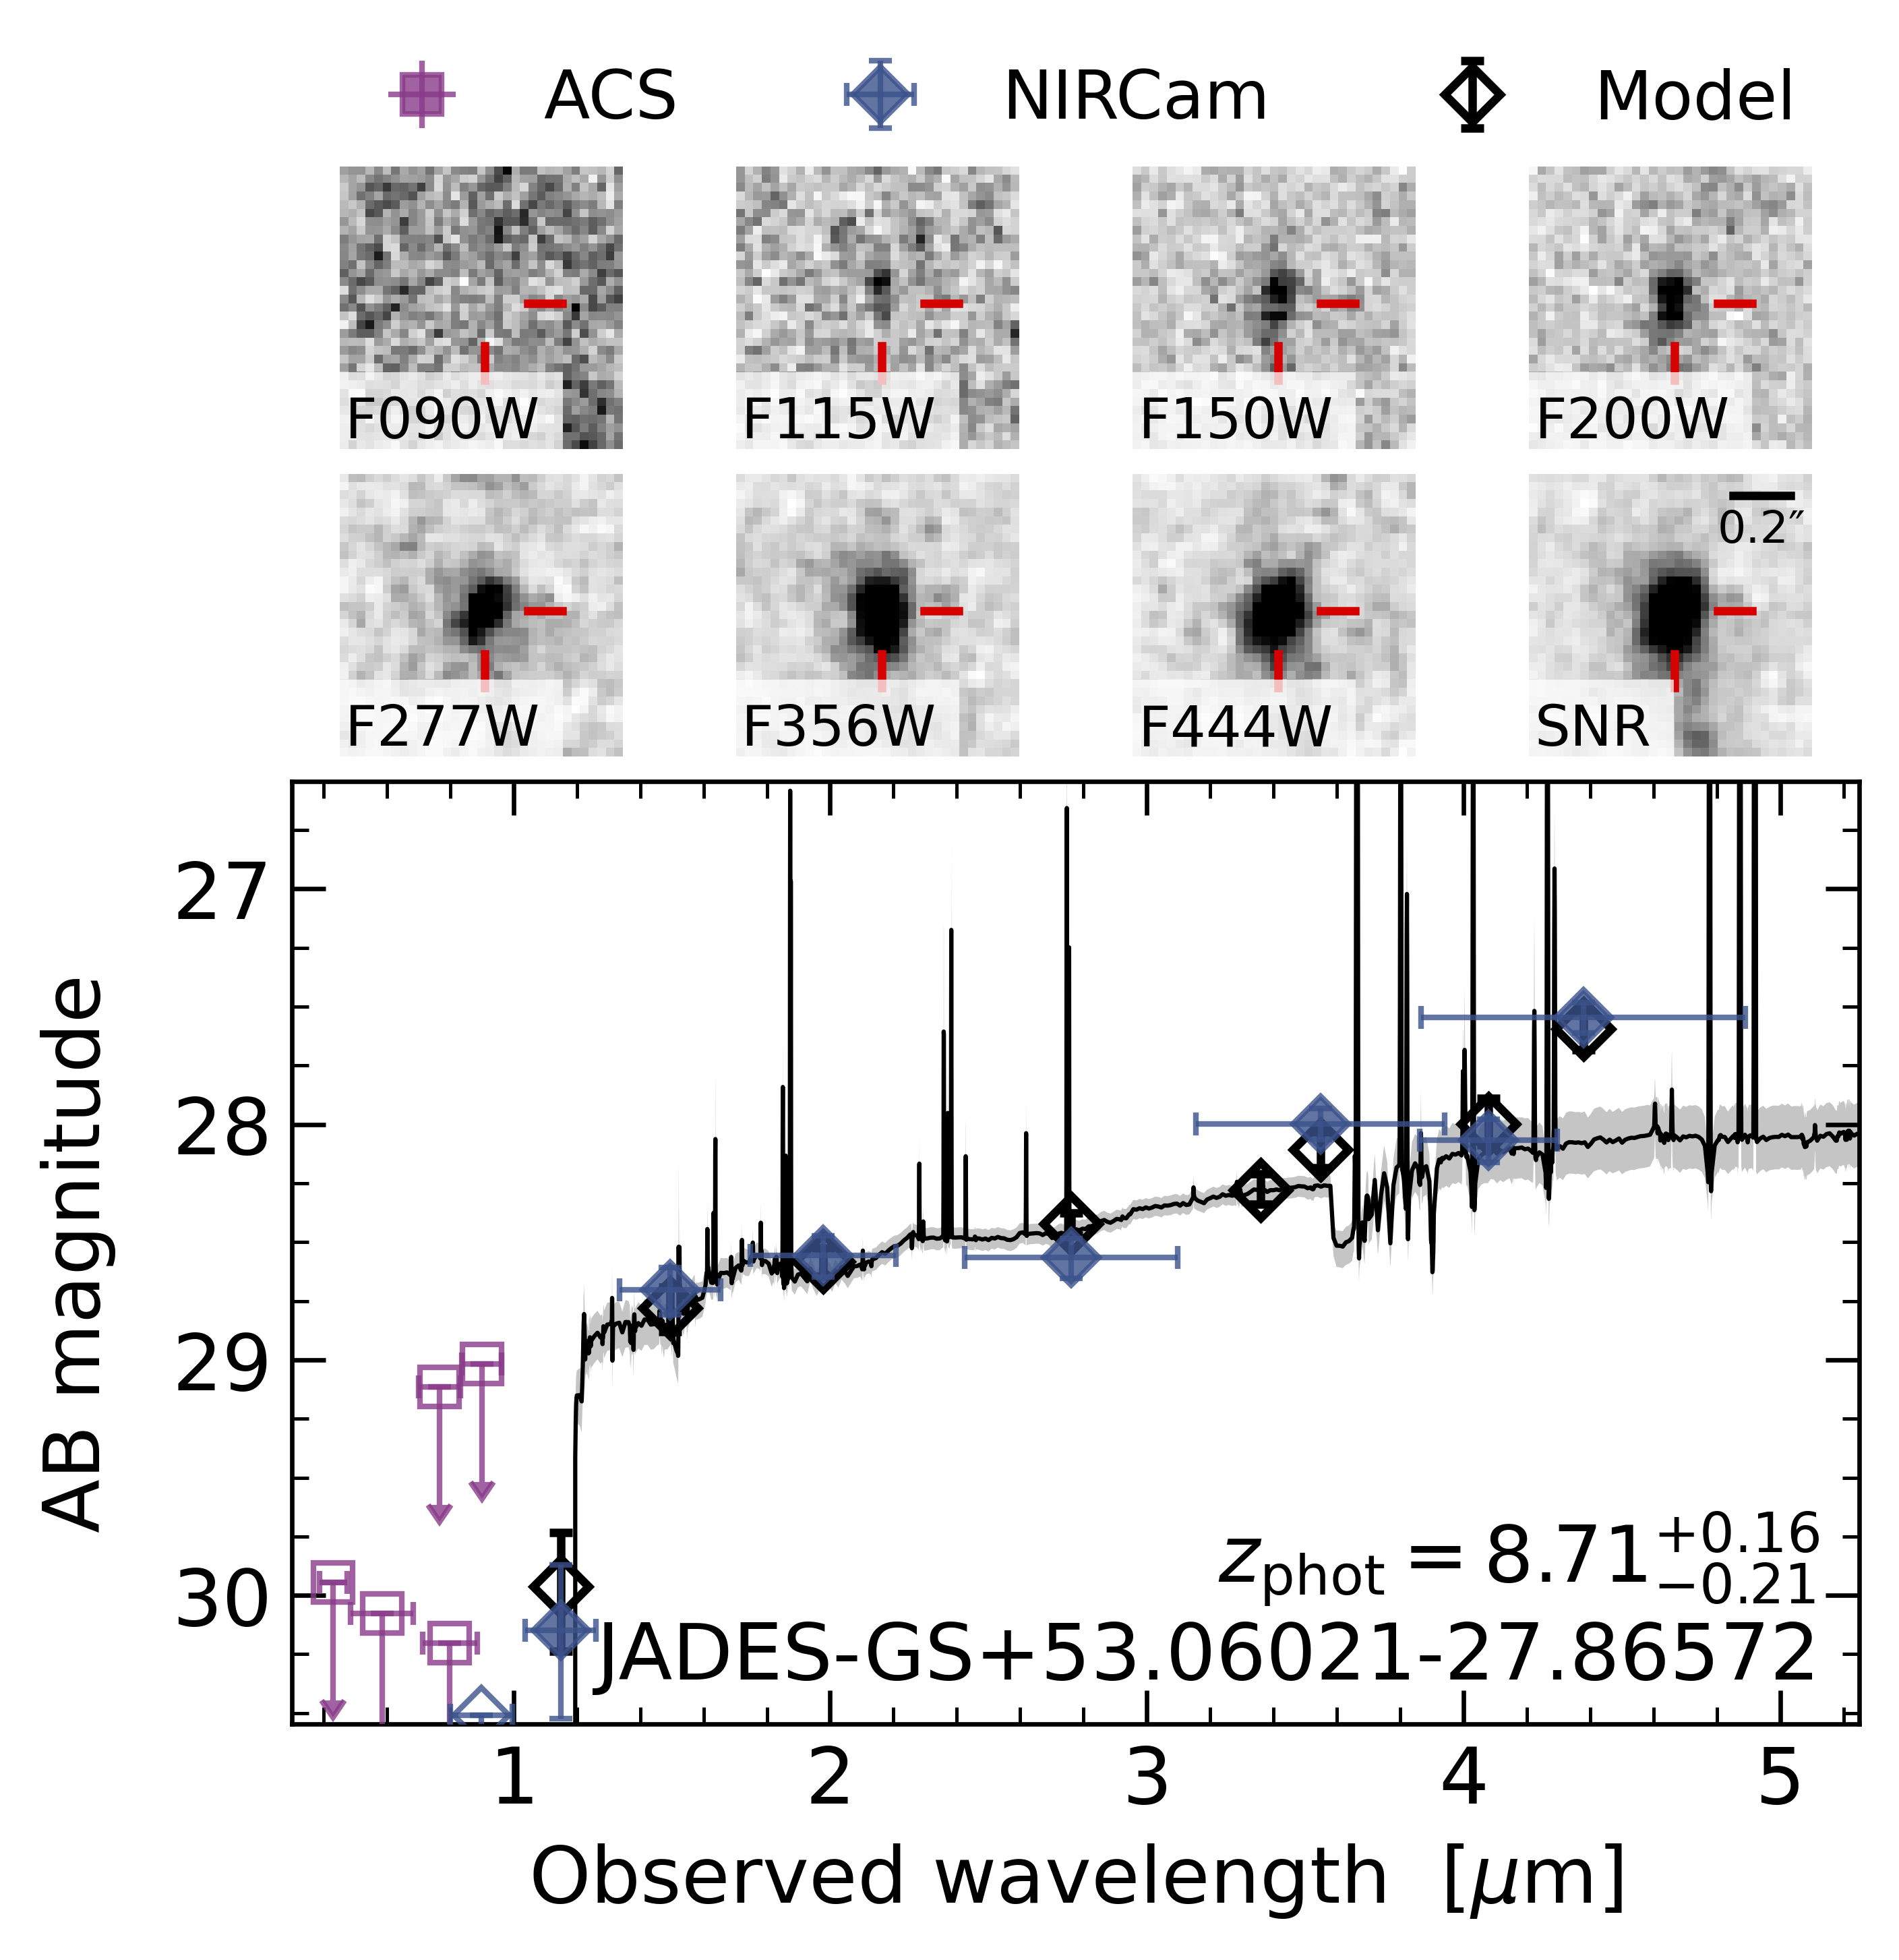 ACS NIRCam Model
F090W F115W F150W F200W
0.2″
F277W F356W F444W SNR
27
28
29
30
AB magnitude
z_phot = 8.71 +0.16 −0.21
JADES-GS+53.06021-27.86572
1 2 3 4 5
Observed wavelength [μm]